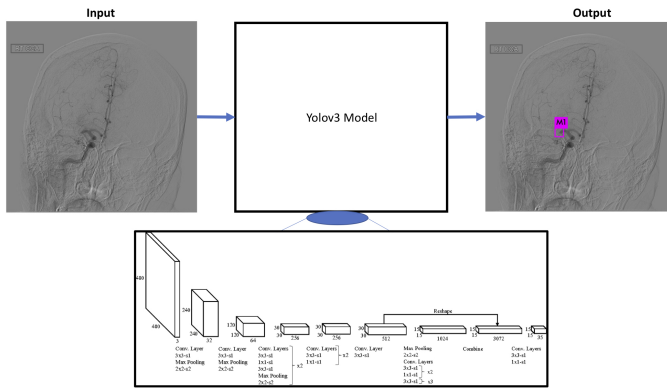 Input
Output
Yolov3 Model
M1
480
480
3
240
240
32
120
120
64
30
30
256
30
30
256
30
30
512
Reshape
15
15
1024
15
15
3072
15
15
35
Conv. Layer
3x3-s1
Max Pooling
2x2-s2
Conv. Layer
3x3-s1
Max Pooling
2x2-s2
Conv. Layers
3x3-s1
1x1-s1
3x3-s1
Max Pooling
2x2-s2
x2
Conv. Layers
3x3-s1
1x1-s1
x2
Conv. Layer
3x3-s1
Max Pooling
2x2-s2
Conv. Layers
3x3-s1
1x1-s1
x2
3x3-s1
x3
Combine
Conv. Layers
3x3-s1
1x1-s1